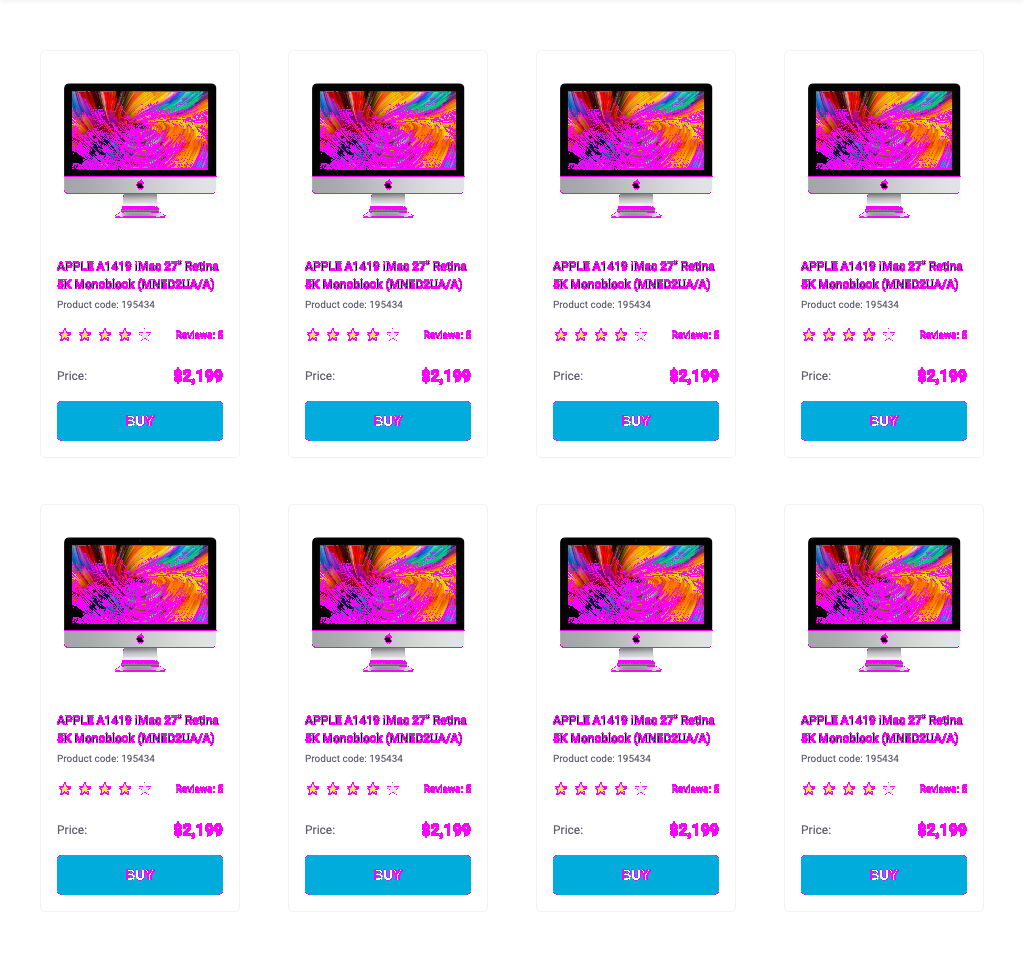 APPLE A1419 iMac 27" Retina
5K Monoblock (MNED2UA/A)
Product code: 195434
Reviews: 5
Price:
$2,199
BUY
APPLE A1419 iMac 27" Retina
5K Monoblock (MNED2UA/A)
Product code: 195434
Reviews: 5
Price:
$2,199
BUY
APPLE A1419 iMac 27" Retina
5K Monoblock (MNED2UA/A)
Product code: 195434
Reviews: 5
Price:
$2,199
BUY
APPLE A1419 iMac 27" Retina
5K Monoblock (MNED2UA/A)
Product code: 195434
Reviews: 5
Price:
$2,199
BUY
APPLE A1419 iMac 27" Retina
5K Monoblock (MNED2UA/A)
Product code: 195434
Reviews: 5
Price:
$2,199
BUY
APPLE A1419 iMac 27" Retina
5K Monoblock (MNED2UA/A)
Product code: 195434
Reviews: 5
Price:
$2,199
BUY
APPLE A1419 iMac 27" Retina
5K Monoblock (MNED2UA/A)
Product code: 195434
Reviews: 5
Price:
$2,199
BUY
APPLE A1419 iMac 27" Retina
5K Monoblock (MNED2UA/A)
Product code: 195434
Reviews: 5
Price:
$2,199
BUY